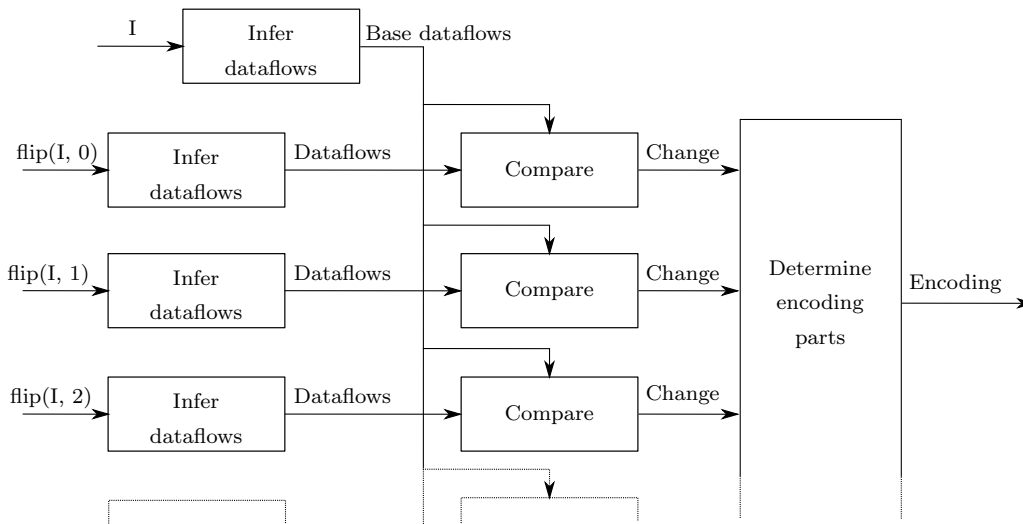 I
Infer
dataflows
Base dataflows
flip(I, 0)
Infer
dataflows
Dataflows
Compare
Change
flip(I, 1)
Infer
dataflows
Dataflows
Compare
Change
Determine
encoding
parts
Encoding
flip(I, 2)
Infer
dataflows
Dataflows
Compare
Change